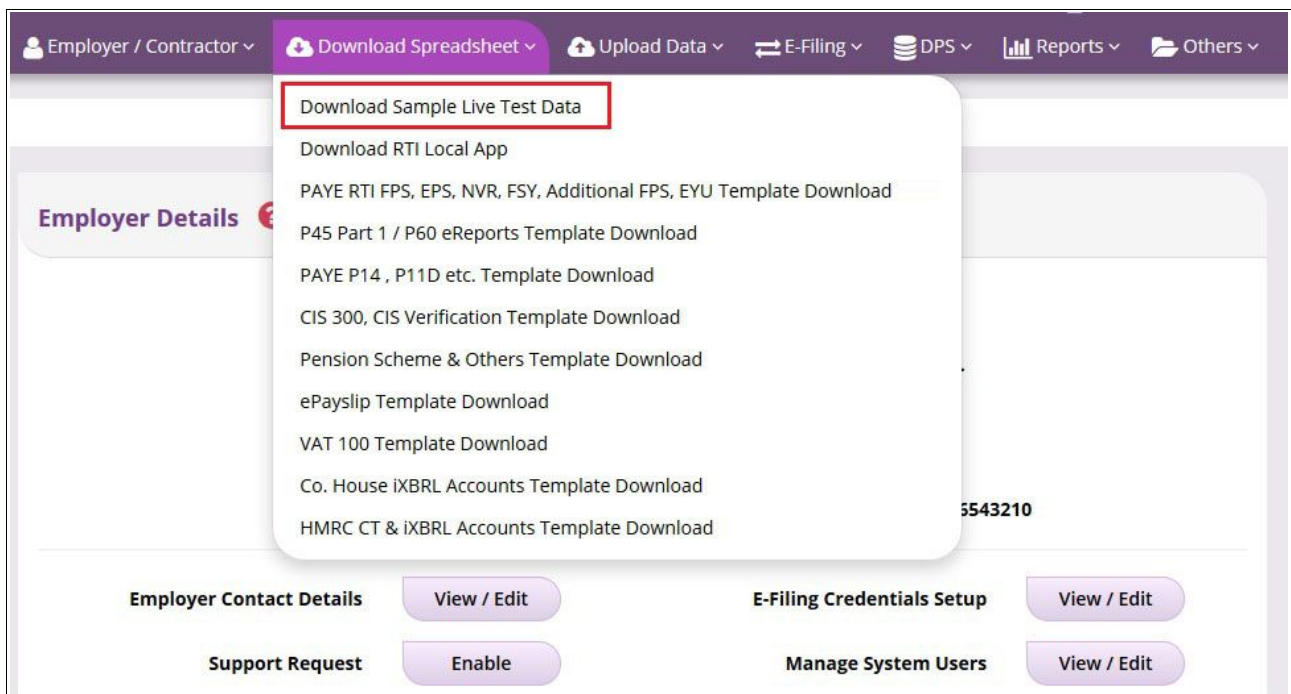 Employer / Contractor Download Spreadsheet Upload Data E-Filing DPS Reports Others
Download Sample Live Test Data
Download RTI Local App
PAYE RTI FPS, EPS, NVR, FSY, Additional FPS, EYU Template Download
Employer Details ?
P45 Part 1 / P60 eReports Template Download
PAYE P14 , P11D etc. Template Download
CIS 300, CIS Verification Template Download
Pension Scheme & Others Template Download
ePayslip Template Download
VAT 100 Template Download
Co. House iXBRL Accounts Template Download
6543210
HMRC CT & iXBRL Accounts Template Download
Employer Contact Details View / Edit E-Filing Credentials Setup View / Edit
Support Request Enable Manage System Users View / Edit